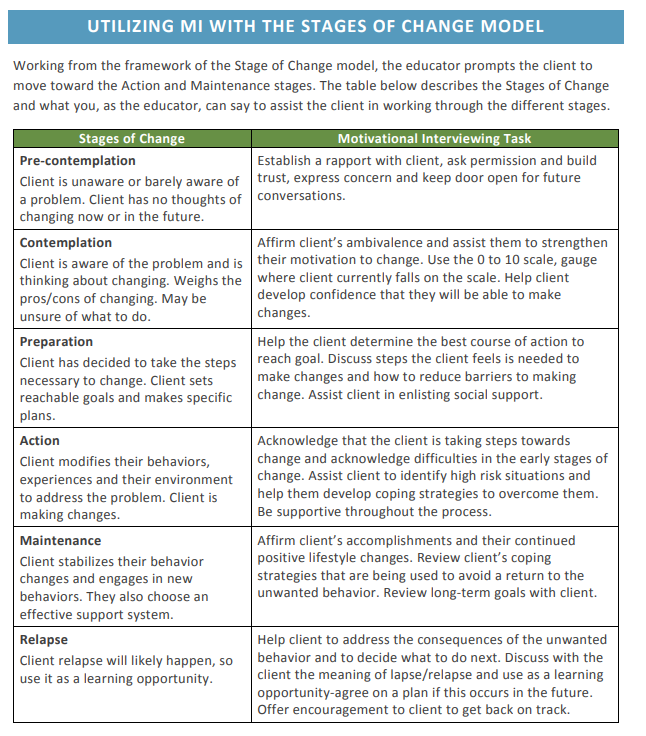 UTILIZING MI WITH THE STAGES OF CHANGE MODEL
Working from the framework of the Stage of Change model, the educator prompts the client to
move toward the Action and Maintenance stages. The table below describes the Stages of Change
and what you, as the educator, can say to assist the client in working through the different stages.
Stages of Change
Motivational Interviewing Task
Pre-contemplation
Client is unaware or barely aware of
a problem. Client has no thoughts of
changing now or in the future.
Establish a rapport with client, ask permission and build
trust, express concern and keep door open for future
conversations.
Contemplation
Client is aware of the problem and is
thinking about changing. Weighs the
pros/cons of changing. May be
unsure of what to do.
Affirm client’s ambivalence and assist them to strengthen
their motivation to change. Use the 0 to 10 scale, gauge
where client currently falls on the scale. Help client
develop confidence that they will be able to make
changes.
Preparation
Client has decided to take the steps
necessary to change. Client sets
reachable goals and makes specific
plans.
Help the client determine the best course of action to
reach goal. Discuss steps the client feels is needed to
make changes and how to reduce barriers to making
change. Assist client in enlisting social support.
Action
Client modifies their behaviors,
experiences and their environment
to address the problem. Client is
making changes.
Acknowledge that the client is taking steps towards
change and acknowledge difficulties in the early stages of
change. Assist client to identify high risk situations and
help them develop coping strategies to overcome them.
Be supportive throughout the process.
Maintenance
Client stabilizes their behavior
changes and engages in new
behaviors. They also choose an
effective support system.
Affirm client’s accomplishments and their continued
positive lifestyle changes. Review client’s coping
strategies that are being used to avoid a return to the
unwanted behavior. Review long-term goals with client.
Relapse
Client relapse will likely happen, so
use it as a learning opportunity.
Help client to address the consequences of the unwanted
behavior and to decide what to do next. Discuss with the
client the meaning of lapse/relapse and use as a learning
opportunity-agree on a plan if this occurs in the future.
Offer encouragement to client to get back on track.